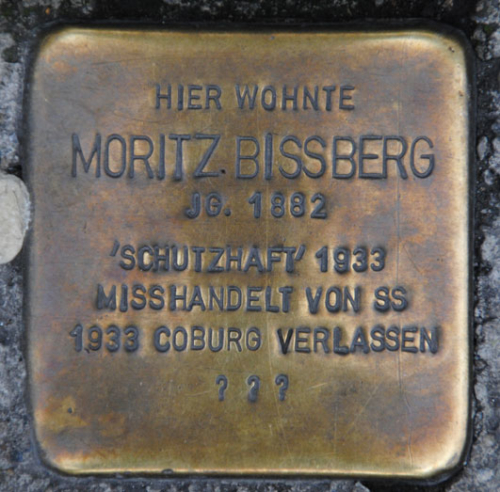 HIER WOHNTE
MORITZ BISSBERG
JG. 1882
'SCHUTZHAFT' 1933
MISSHANDELT VON SS
1933 COBURG VERLASSEN
? ? ?